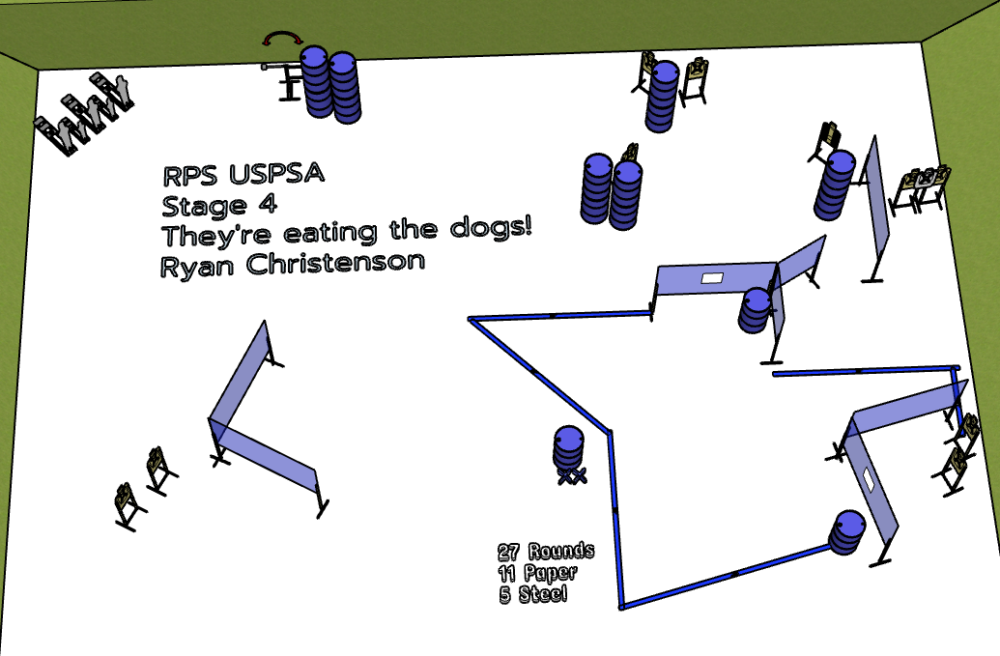 RPS USPSA
Stage 4
They're eating the dogs!
Ryan Christenson
27 Rounds
11 Paper
5 Steel